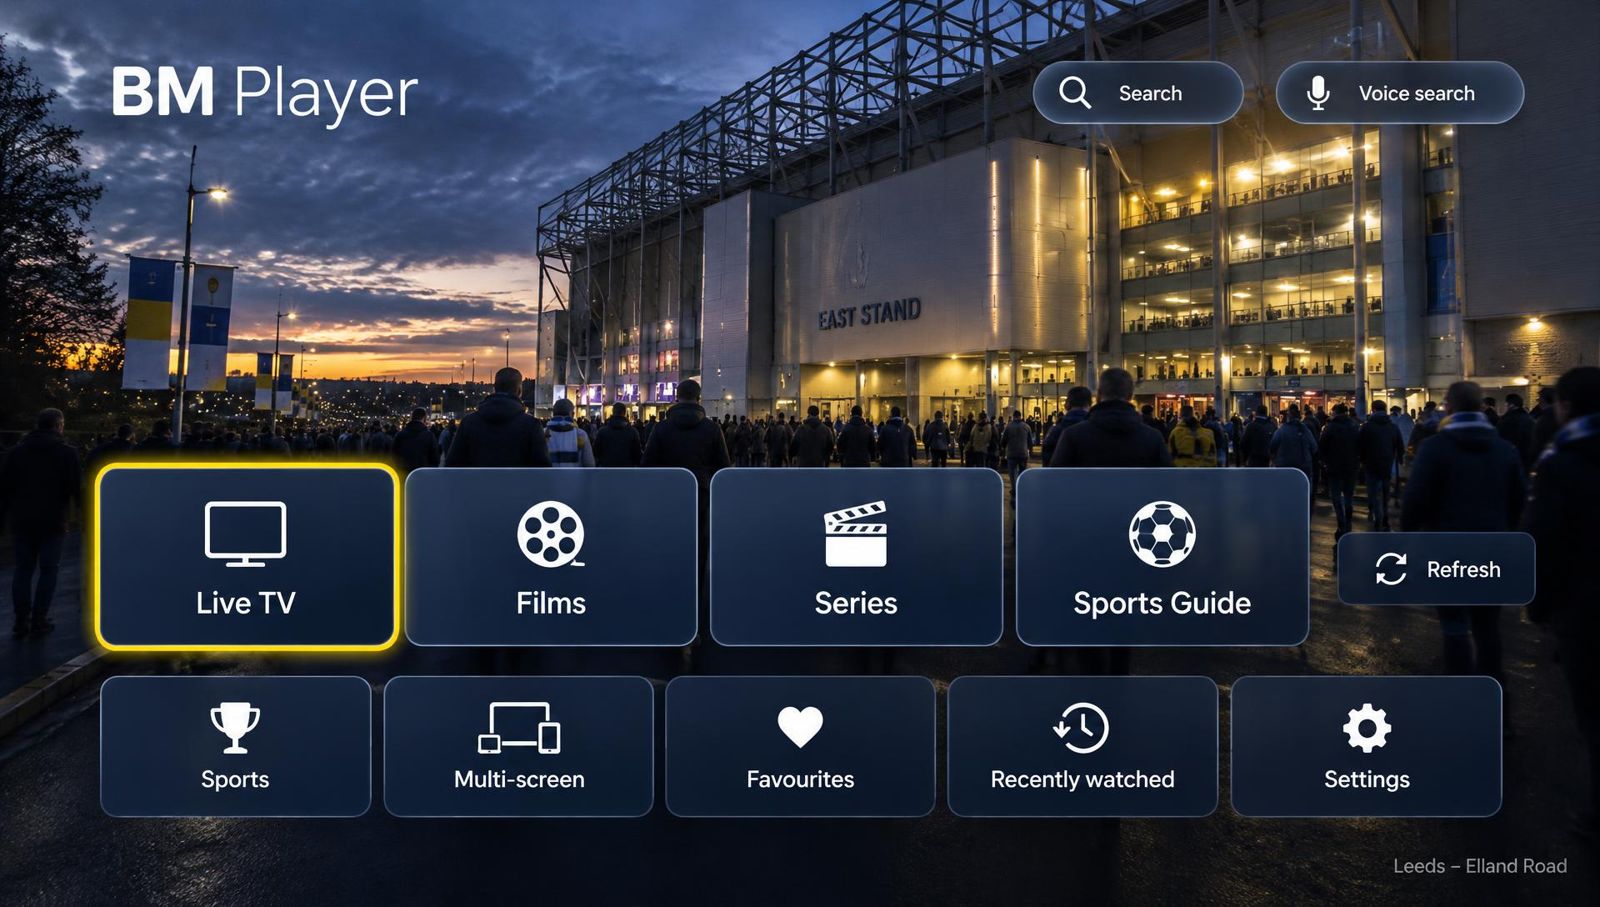 BM Player
Search
Voice search
EAST STAND
Live TV
Films
Series
Sports Guide
Refresh
Sports
Multi-screen
Favourites
Recently watched
Settings
Leeds – Elland Road